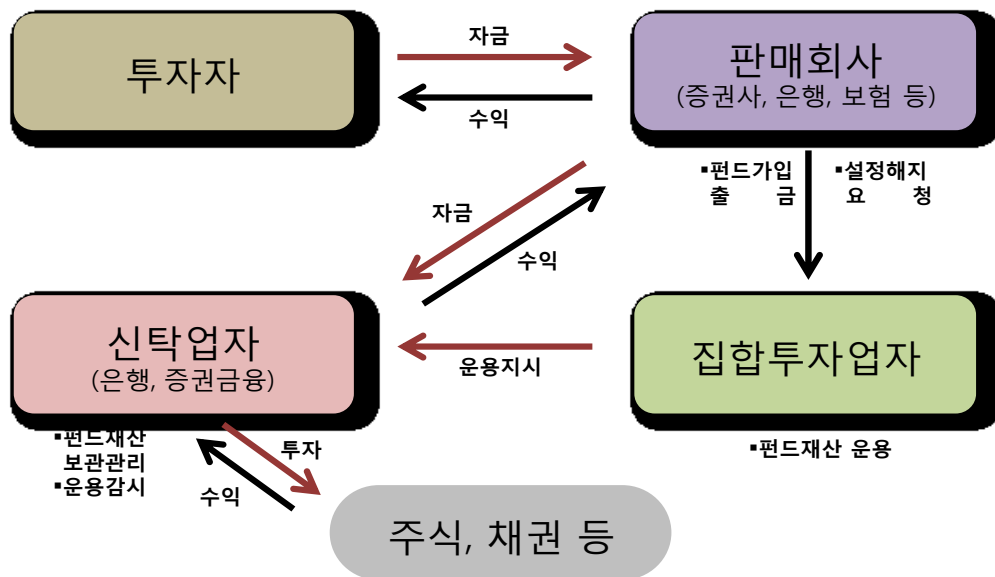 투자자
자금
수익
판매회사
(증권사, 은행, 보험 등)
▪펀드가입
출 금
▪설정해지
요 청
자금
수익
신탁업자
(은행, 증권금융)
운용지시
집합투자업자
▪펀드재산
보관관리
▪운용감시
투자
수익
▪펀드재산 운용
주식, 채권 등